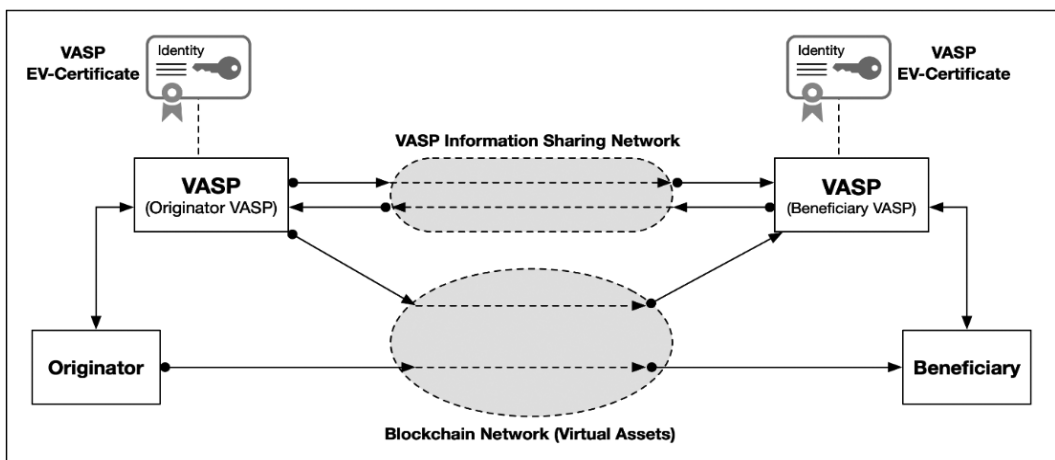 VASP
EV-Certificate
Identity
Identity
VASP
EV-Certificate
VASP Information Sharing Network
VASP
(Originator VASP)
VASP
(Beneficiary VASP)
Originator
Beneficiary
Blockchain Network (Virtual Assets)